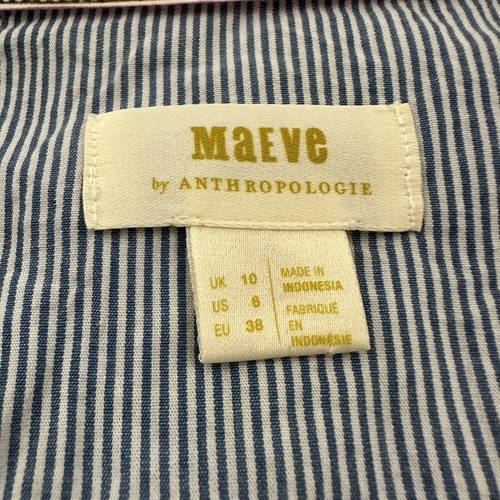 MaEve
by ANTHROPOLOGIE
UK 10
US 6
EU 38
MADE IN
INDONESIA
FABRIQUÉ
EN
INDONÉSIE